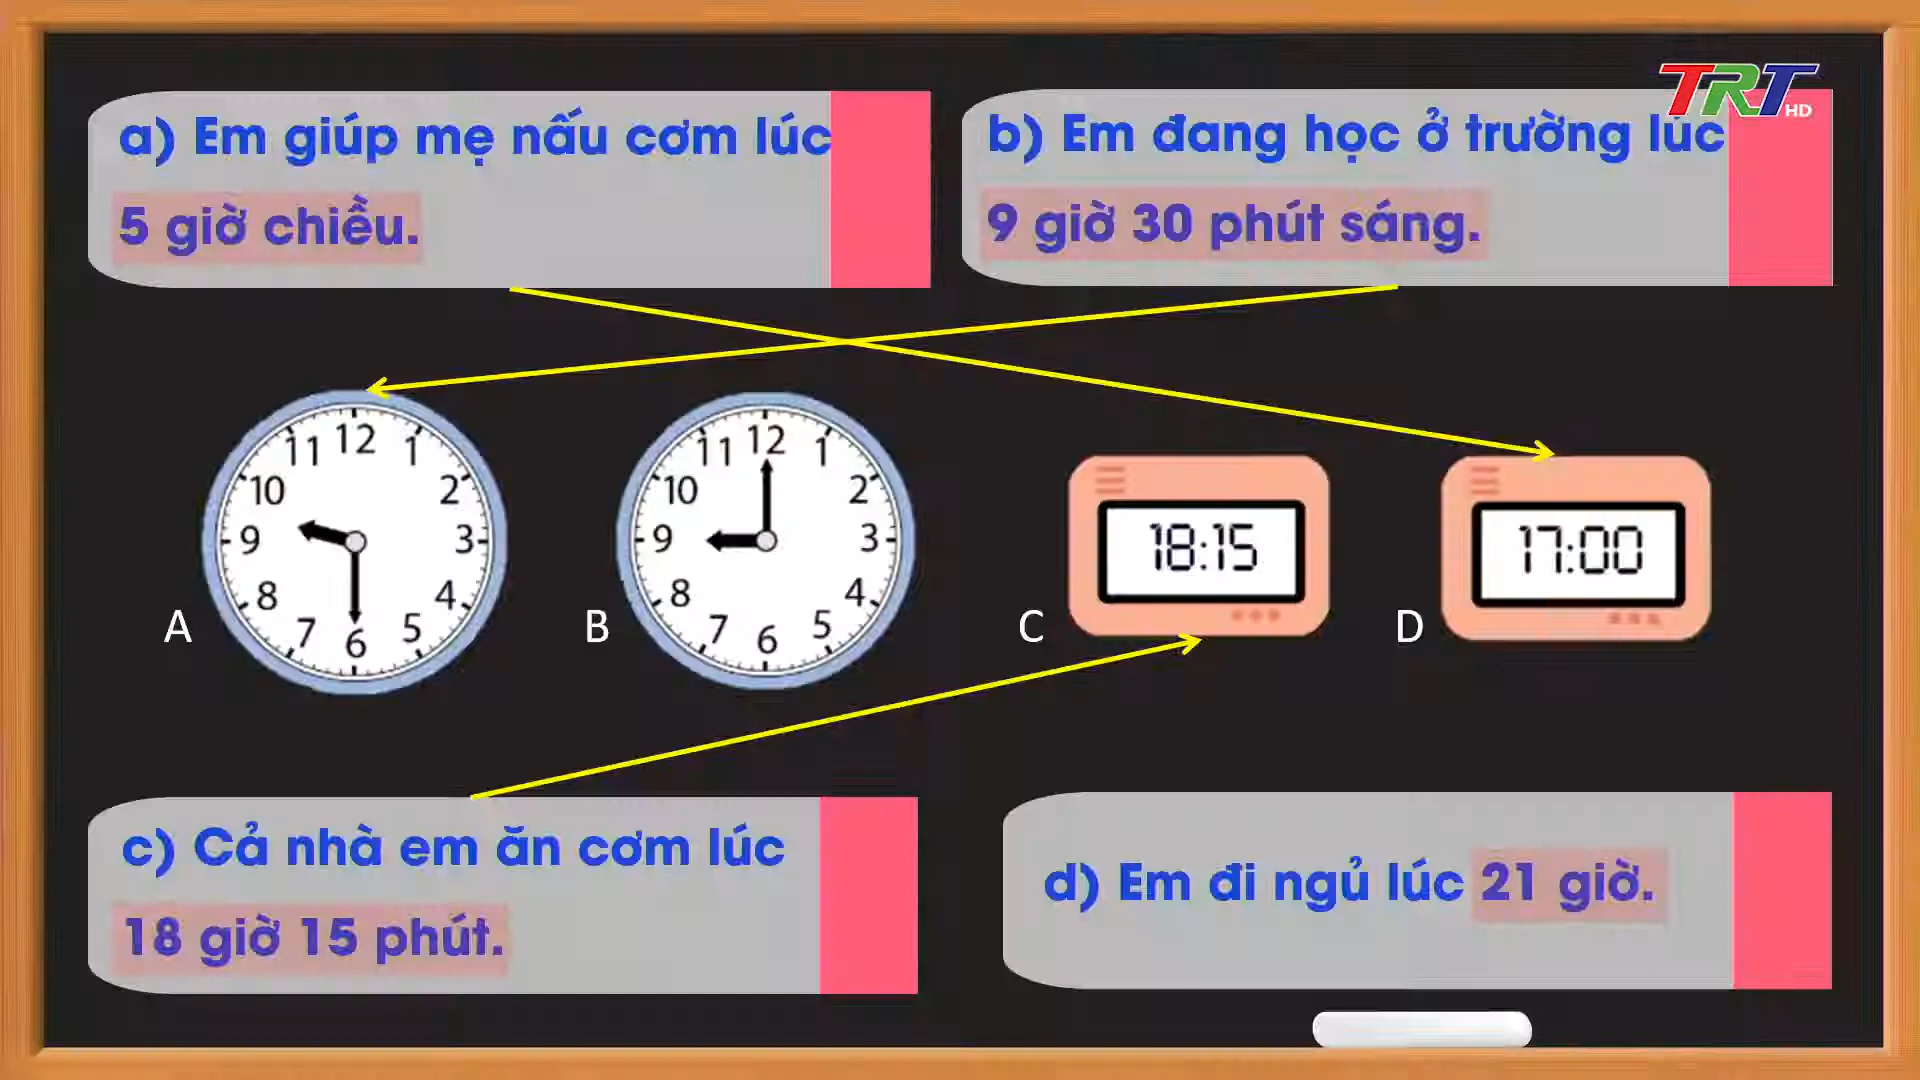 TRT HD
a) Em giúp mẹ nấu cơm lúc
5 giờ chiều.
b) Em đang học ở trường lúc
9 giờ 30 phút sáng.
12
11 1
10 2
9 3
8 4
7 5
6
A
12
11 1
10 2
9 3
8 4
7 5
6
B
18:15
C
17:00
D
c) Cả nhà em ăn cơm lúc
18 giờ 15 phút.
d) Em đi ngủ lúc 21 giờ.